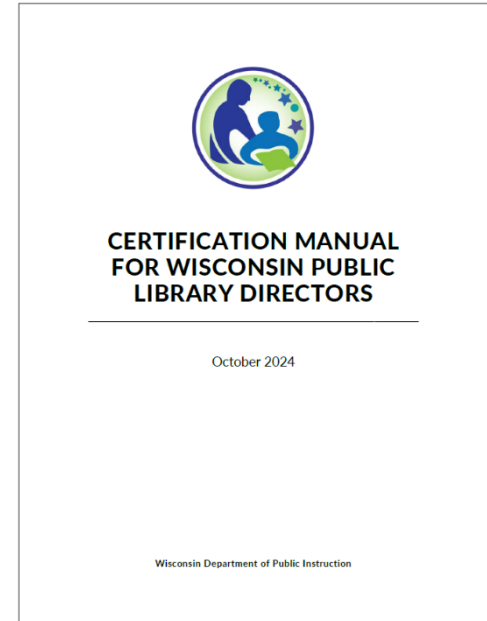 CERTIFICATION MANUAL
FOR WISCONSIN PUBLIC
LIBRARY DIRECTORS
October 2024
Wisconsin Department of Public Instruction